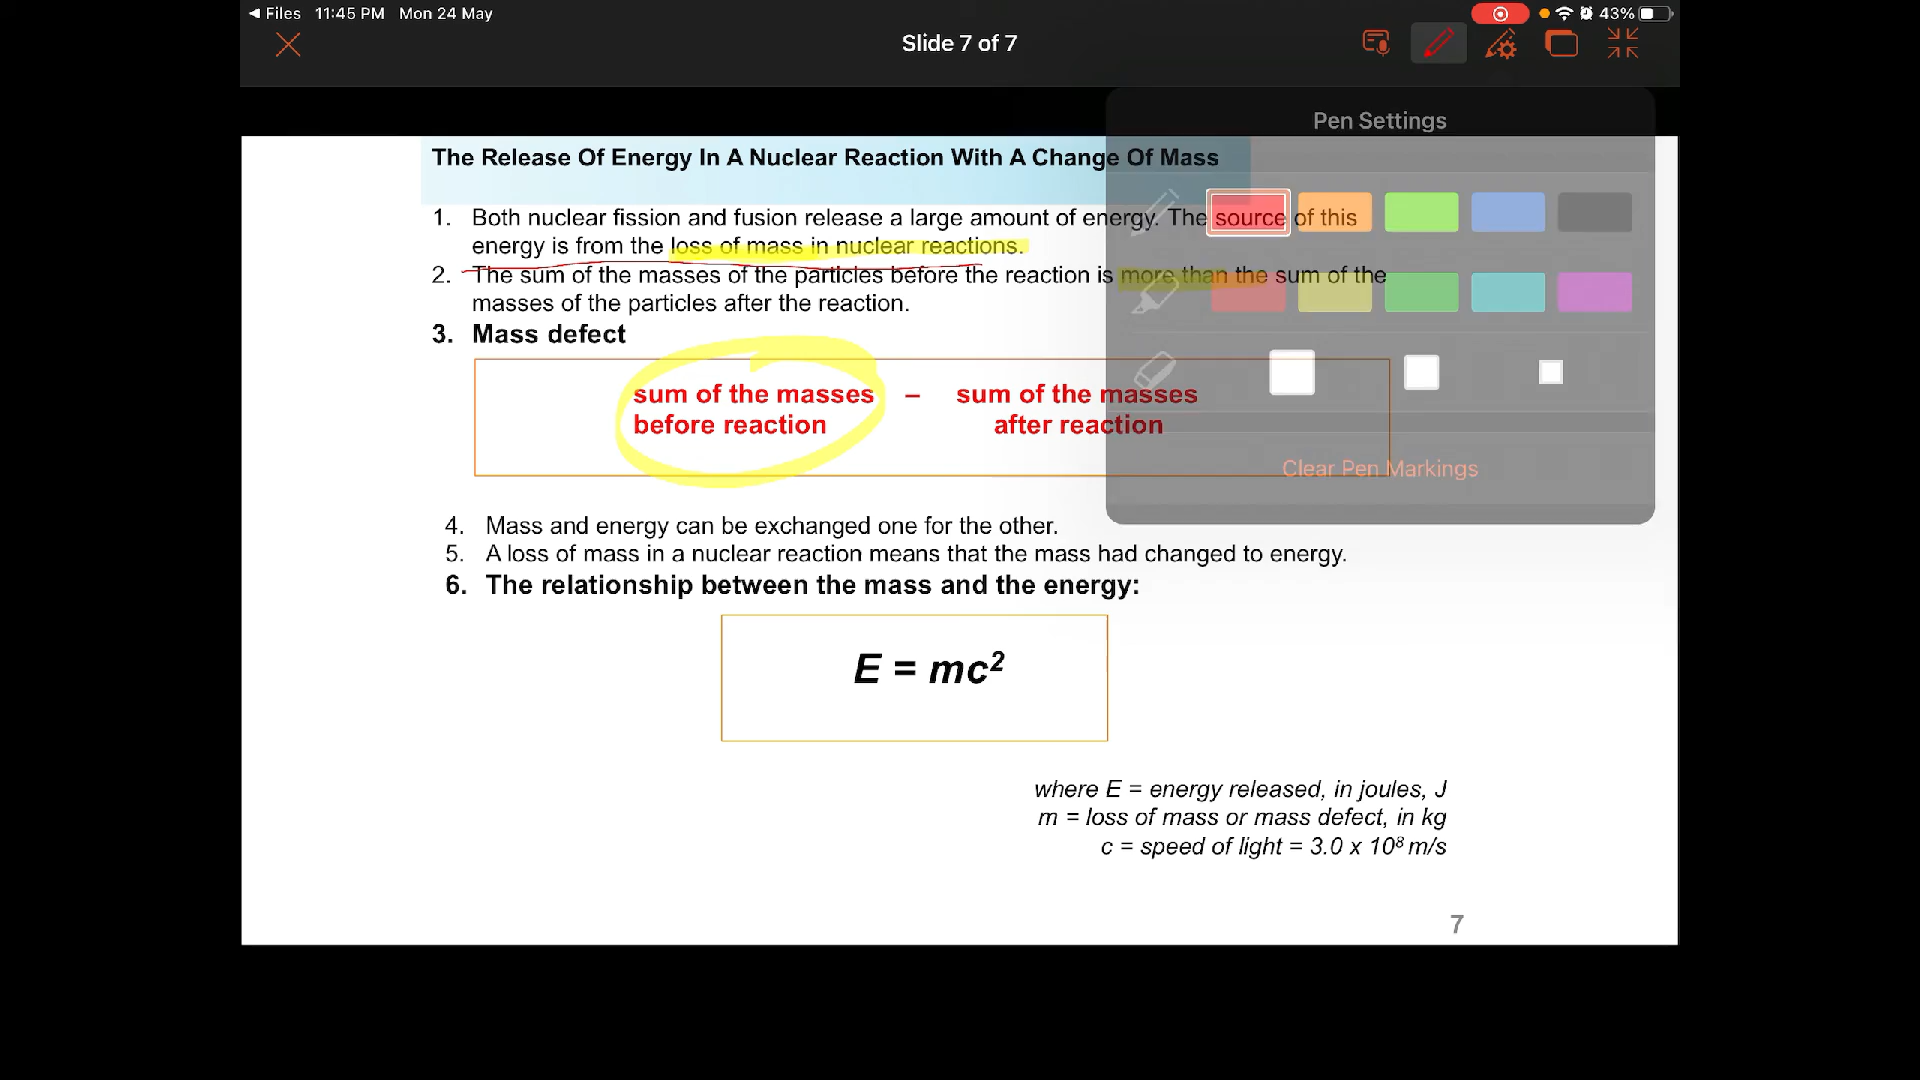 Files 11:45 PM Mon 24 May
43%
Slide 7 of 7
Pen Settings
The Release Of Energy In A Nuclear Reaction With A Change Of Mass
1. Both nuclear fission and fusion release a large amount of energy. The source of this
energy is from the loss of mass in nuclear reactions.
2. The sum of the masses of the particles before the reaction is more than the sum of the
masses of the particles after the reaction.
3. Mass defect
sum of the masses – sum of the masses
before reaction after reaction
Clear Pen Markings
4. Mass and energy can be exchanged one for the other.
5. A loss of mass in a nuclear reaction means that the mass had changed to energy.
6. The relationship between the mass and the energy:
E = mc²
where E = energy released, in joules, J
m = loss of mass or mass defect, in kg
c = speed of light = 3.0 x 10⁸ m/s
7